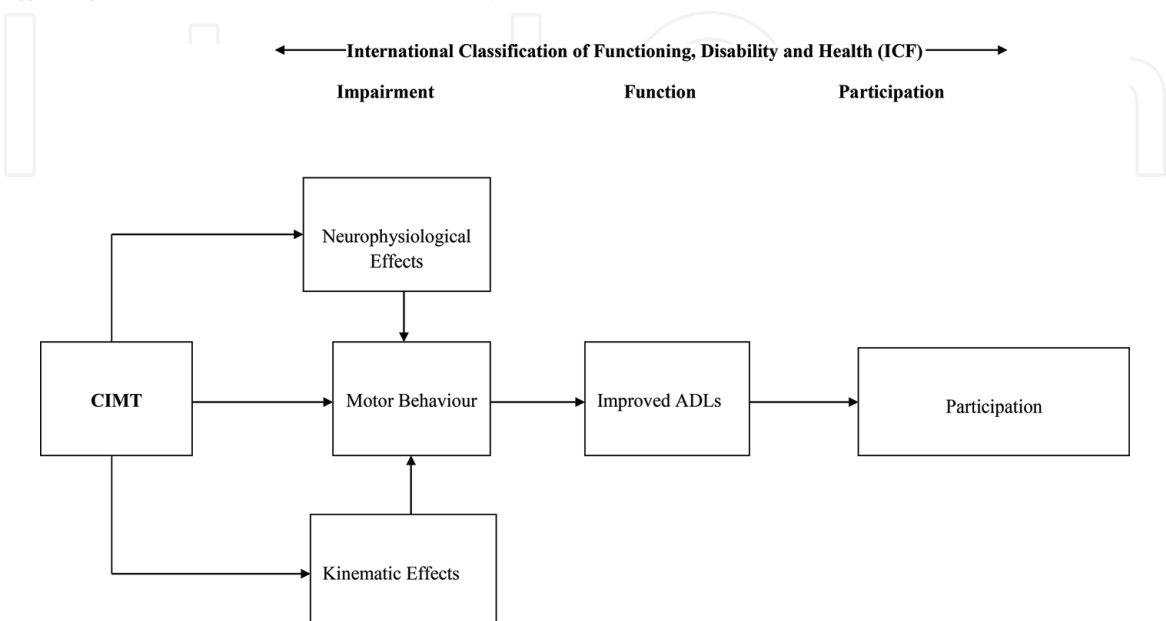 International Classification of Functioning, Disability and Health (ICF)
Impairment Function Participation
Neurophysiological
Effects
CIMT
Motor Behaviour
Improved ADLs
Participation
Kinematic Effects